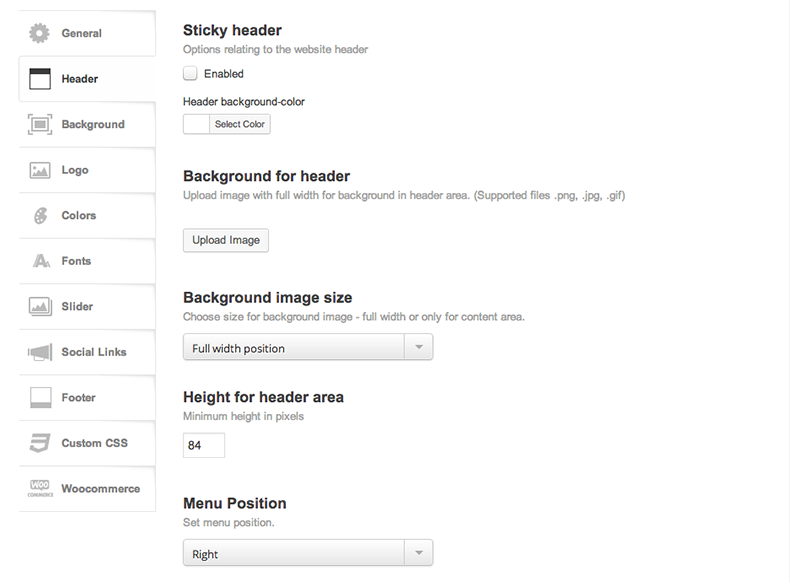 General
Header
Background
Logo
Colors
Fonts
Slider
Social Links
Footer
Custom CSS
WOO
COMMERCE
Woocommerce
Sticky header
Options relating to the website header
Enabled
Header background-color
Select Color
Background for header
Upload image with full width for background in header area. (Supported files .png, .jpg, .gif)
Upload Image
Background image size
Choose size for background image - full width or only for content area.
Full width position
Height for header area
Minimum height in pixels
84
Menu Position
Set menu position.
Right